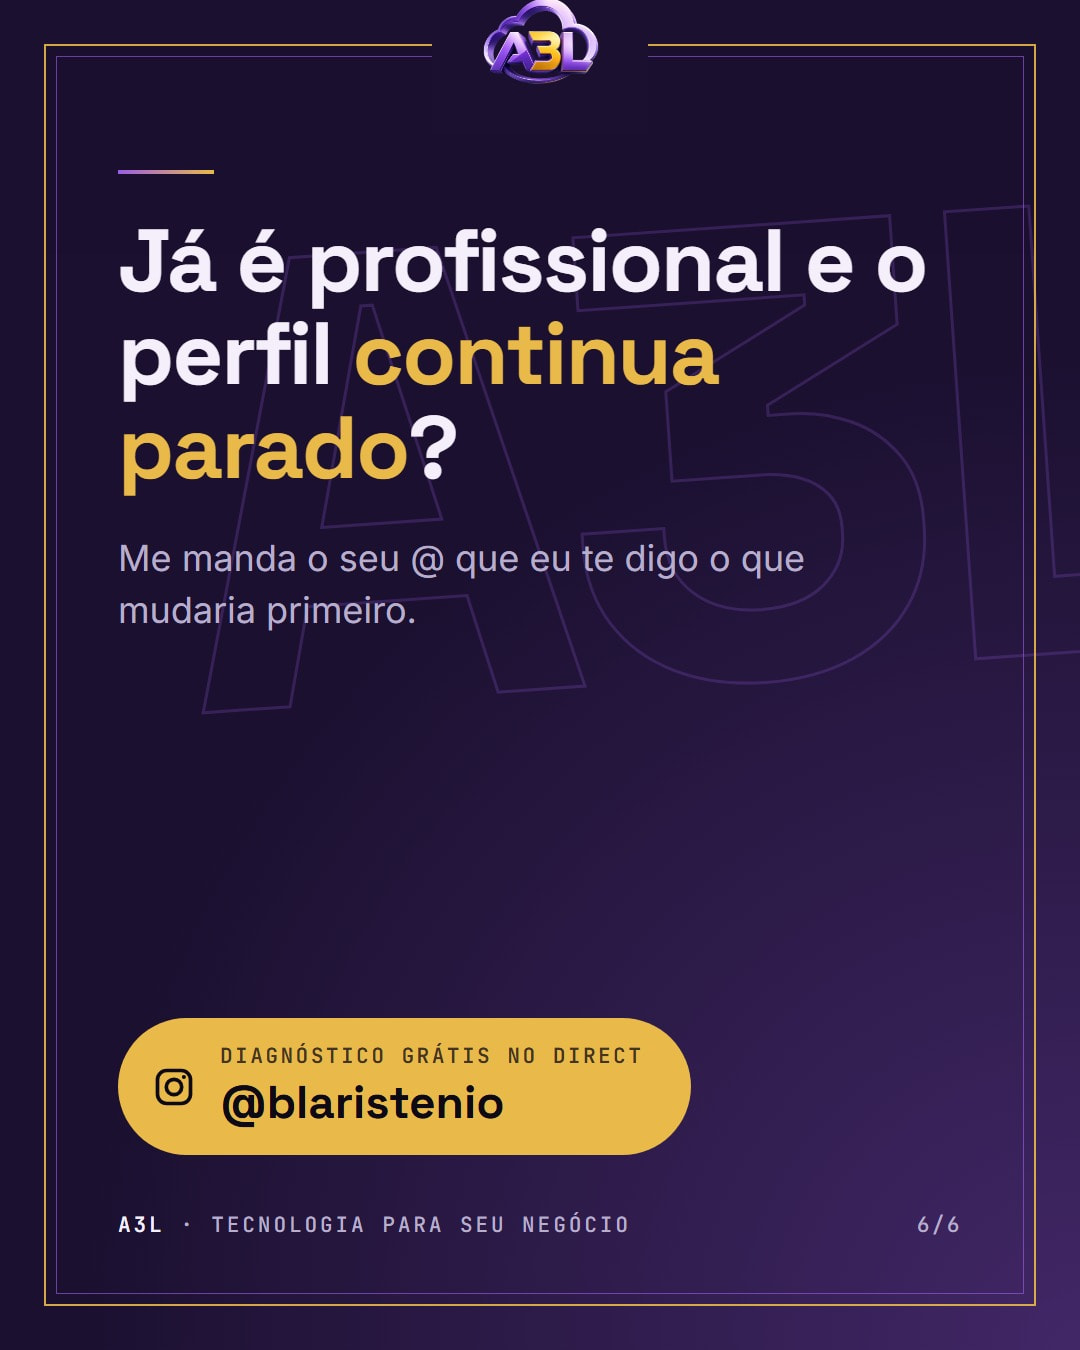 A3L
Já é profissional e o
perfil continua
parado?
Me manda o seu @ que eu te digo o que
mudaria primeiro.
DIAGNÓSTICO GRÁTIS NO DIRECT
@blaristenio
A3L · TECNOLOGIA PARA SEU NEGÓCIO
6/6
A3L